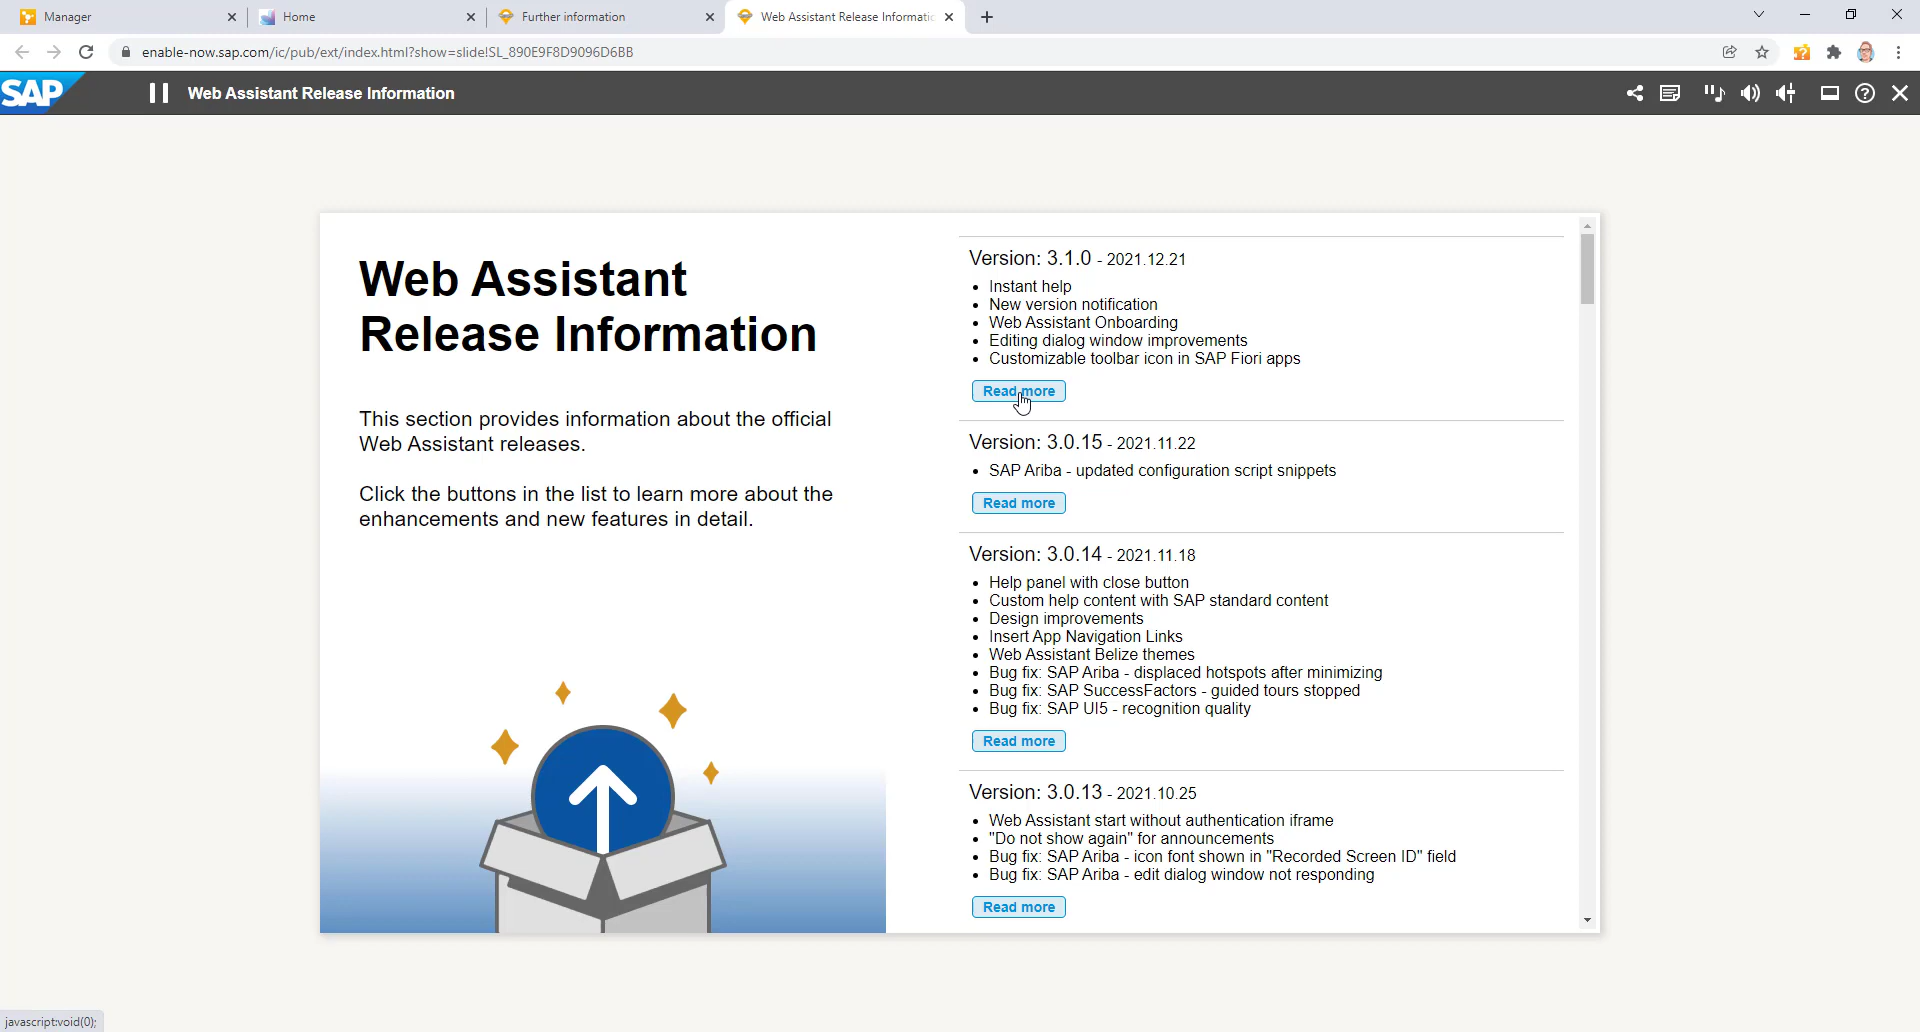 Manager
Home
Further information
Web Assistant Release Informatic
enable-now.sap.com/ic/pub/ext/index.html?show=slide!SL_890E9F8D9096D6BB
SAP
Web Assistant Release Information
Web Assistant
Release Information
This section provides information about the official
Web Assistant releases.
Click the buttons in the list to learn more about the
enhancements and new features in detail.
Version: 3.1.0 - 2021.12.21
• Instant help
• New version notification
• Web Assistant Onboarding
• Editing dialog window improvements
• Customizable toolbar icon in SAP Fiori apps
Read more
Version: 3.0.15 - 2021.11.22
• SAP Ariba - updated configuration script snippets
Read more
Version: 3.0.14 - 2021.11.18
• Help panel with close button
• Custom help content with SAP standard content
• Design improvements
• Insert App Navigation Links
• Web Assistant Belize themes
• Bug fix: SAP Ariba - displaced hotspots after minimizing
• Bug fix: SAP SuccessFactors - guided tours stopped
• Bug fix: SAP UI5 - recognition quality
Read more
Version: 3.0.13 - 2021.10.25
• Web Assistant start without authentication iframe
• "Do not show again" for announcements
• Bug fix: SAP Ariba - icon font shown in "Recorded Screen ID" field
• Bug fix: SAP Ariba - edit dialog window not responding
Read more
javascript:void(0);